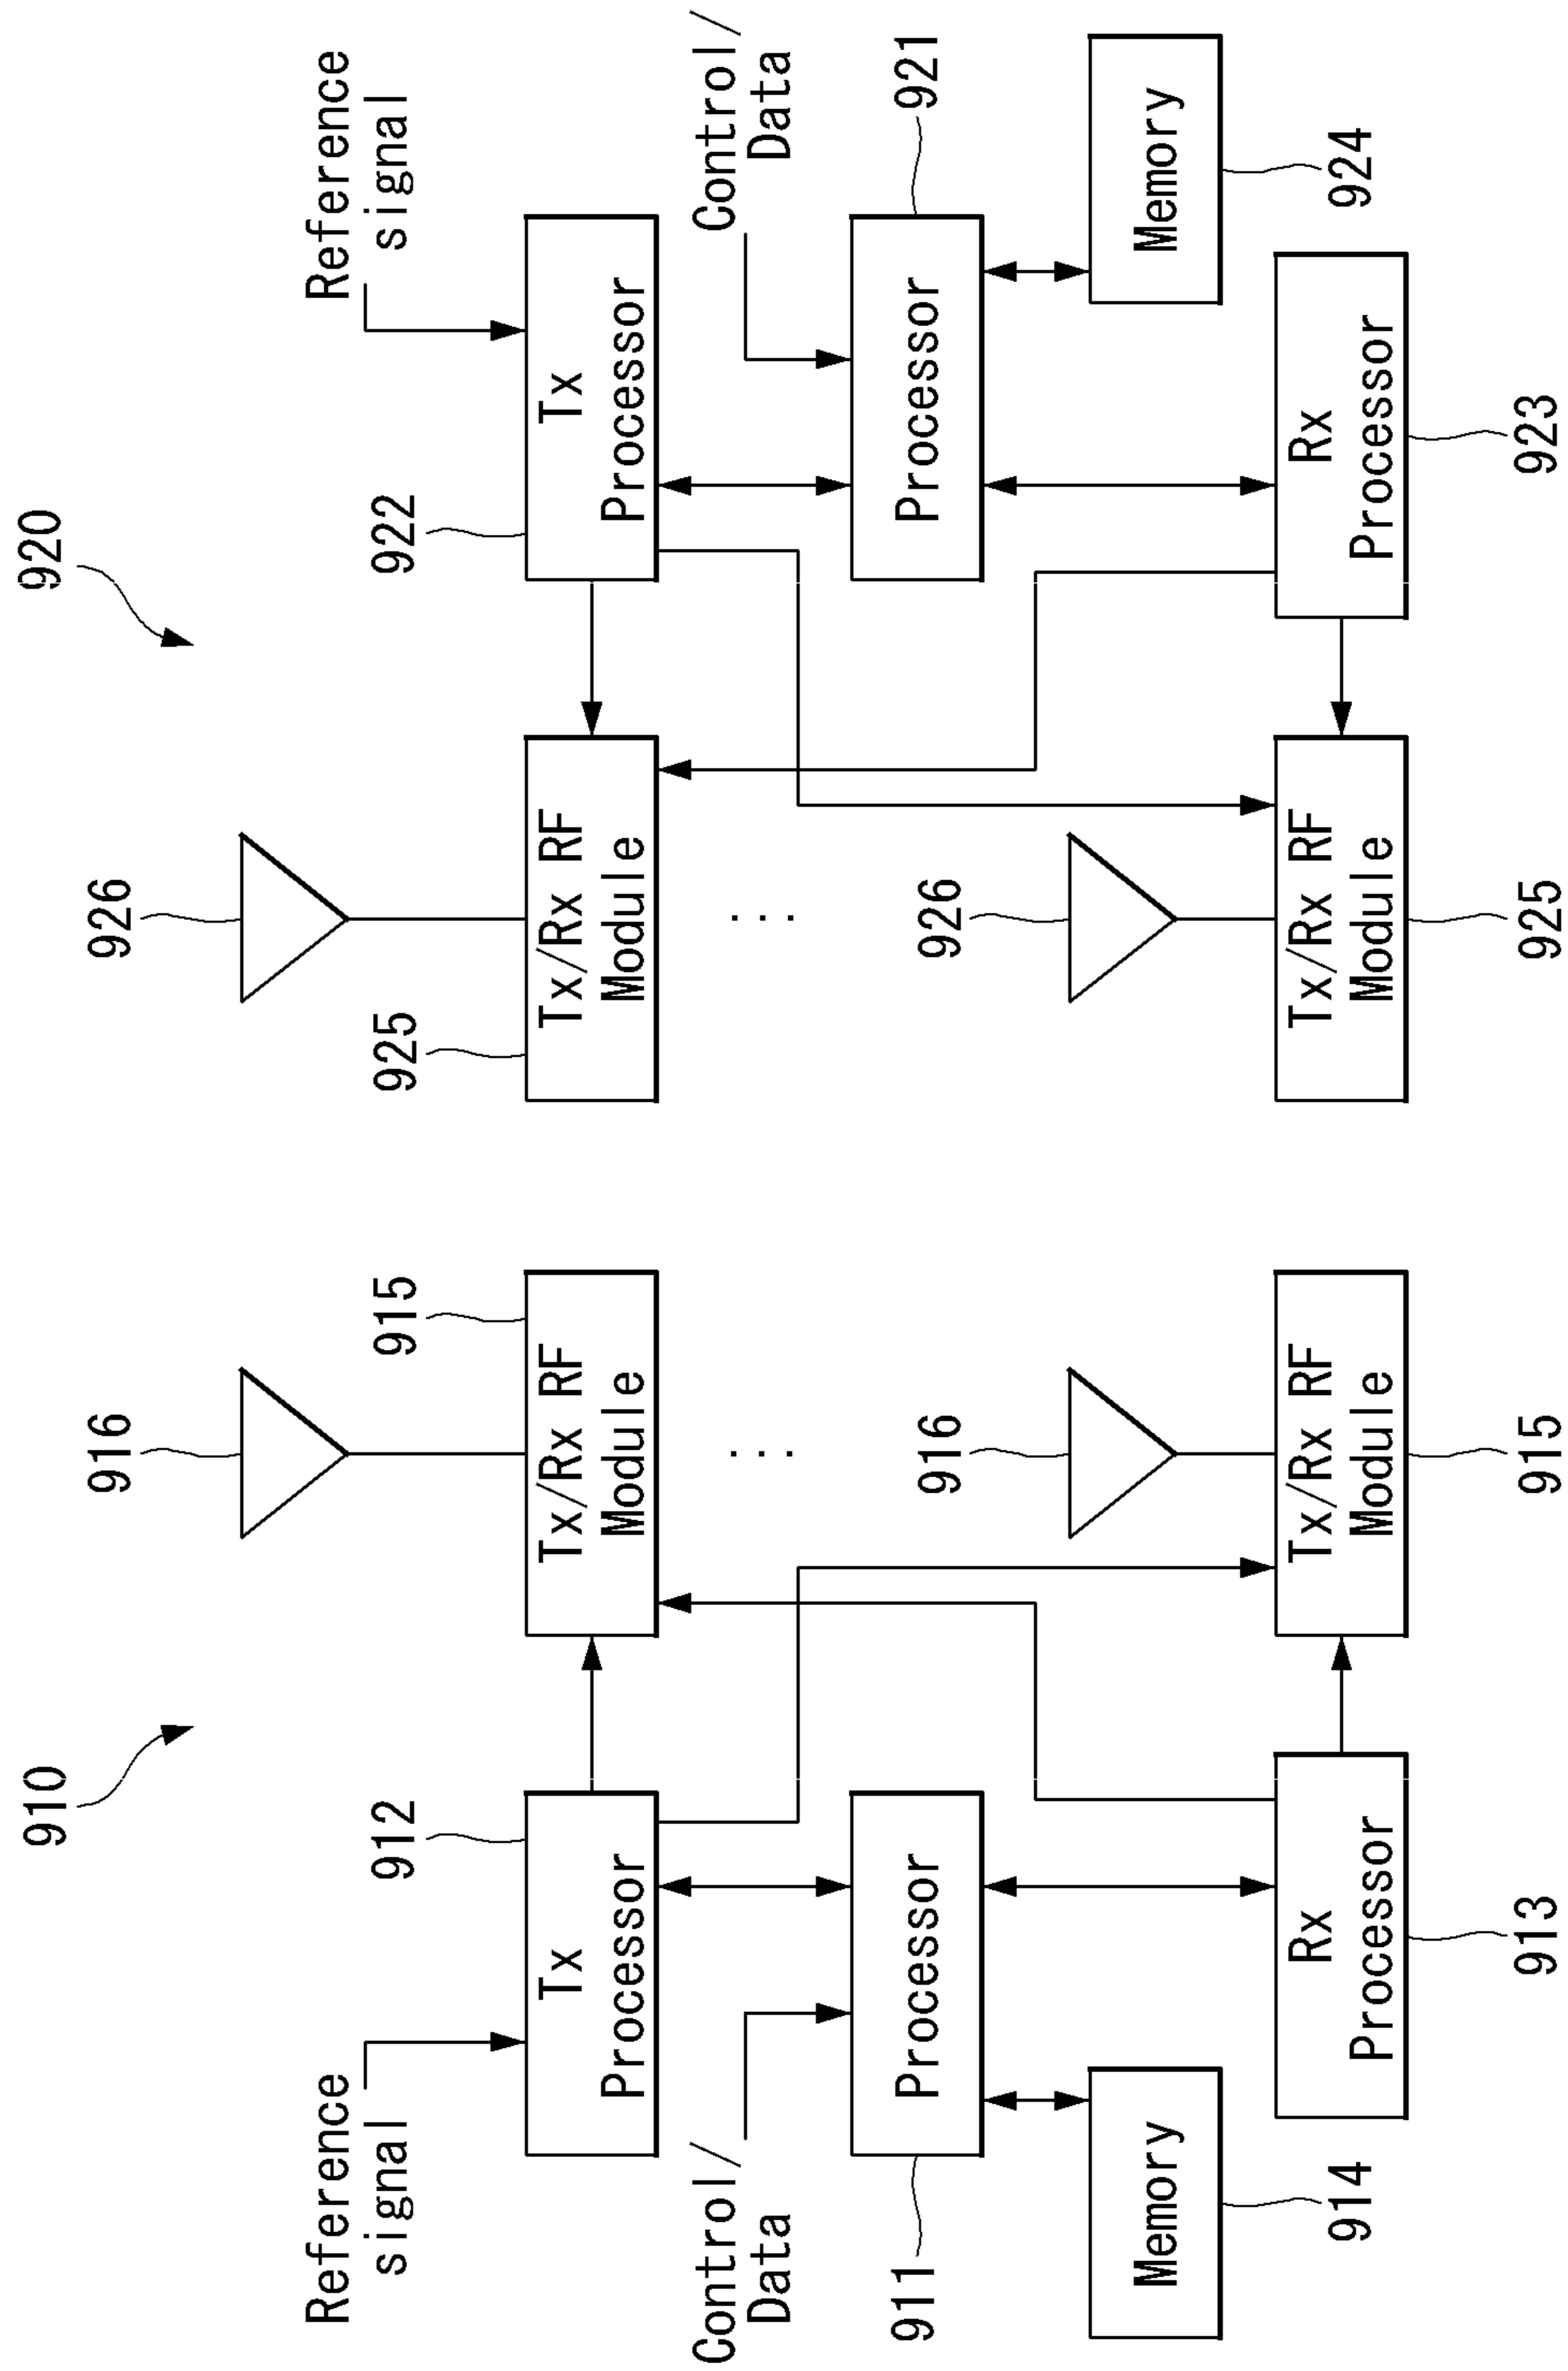 910
920
916
926
Reference
signal
912
915
925
922
Reference
signal
Tx
Processor
Tx/Rx RF
Module
Tx/Rx RF
Module
Tx
Processor
Control/
Data
...
...
Control/
Data
911
Processor
916
926
Processor
921
Memory
914
Memory
924
Rx
Processor
Tx/Rx RF
Module
Tx/Rx RF
Module
Rx
Processor
913
915
925
923